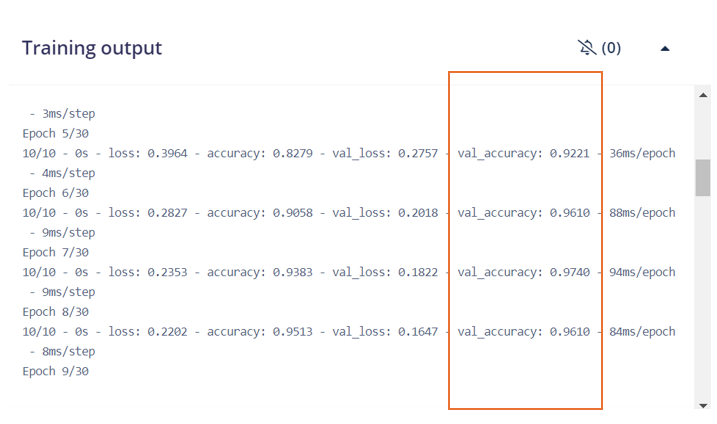 Training output (0)
- 3ms/step
Epoch 5/30
10/10 - 0s - loss: 0.3964 - accuracy: 0.8279 - val_loss: 0.2757 - val_accuracy: 0.9221 - 36ms/epoch
- 4ms/step
Epoch 6/30
10/10 - 0s - loss: 0.2827 - accuracy: 0.9058 - val_loss: 0.2018 - val_accuracy: 0.9610 - 88ms/epoch
- 9ms/step
Epoch 7/30
10/10 - 0s - loss: 0.2353 - accuracy: 0.9383 - val_loss: 0.1822 - val_accuracy: 0.9740 - 94ms/epoch
- 9ms/step
Epoch 8/30
10/10 - 0s - loss: 0.2202 - accuracy: 0.9513 - val_loss: 0.1647 - val_accuracy: 0.9610 - 84ms/epoch
- 8ms/step
Epoch 9/30